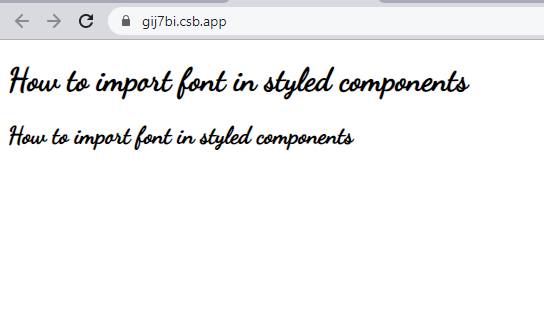 gij7bi.csb.app
How to import font in styled components
How to import font in styled components